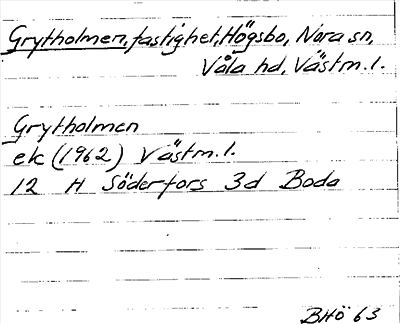 Grytholmen, fastighet, Högsbo, Nora sn,
Våla hd, Västm. l.
Grytholmen
ek (1962) Västm. l.
12 H Söderfors 3d Boda
BHÖ 63